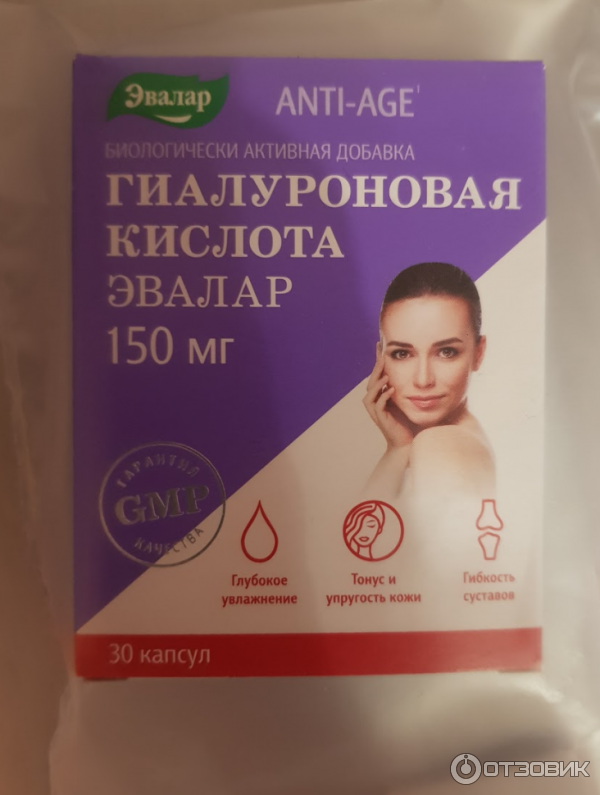 Эвалар
ANTI-AGE¹
БИОЛОГИЧЕСКИ АКТИВНАЯ ДОБАВКА
ГИАЛУРОНОВАЯ
КИСЛОТА
ЭВАЛАР
150 мг
ГАРАНТИЯ
GMP
КАЧЕСТВА
Глубокое
увлажнение
Тонус и
упругость кожи
Гибкость
суставов
30 капсул
ОТЗОВИК